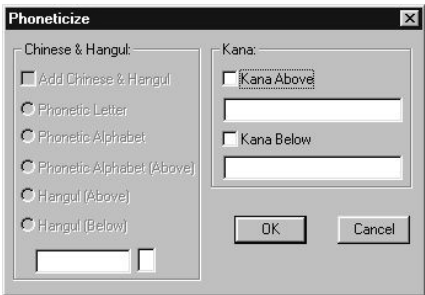 Phoneticize
Chinese & Hangul:
Add Chinese & Hangul
Phonetic Letter
Phonetic Alphabet
Phonetic Alphabet (Above)
Hangul (Above)
Hangul (Below)
Kana:
Kana Above
Kana Below
OK
Cancel